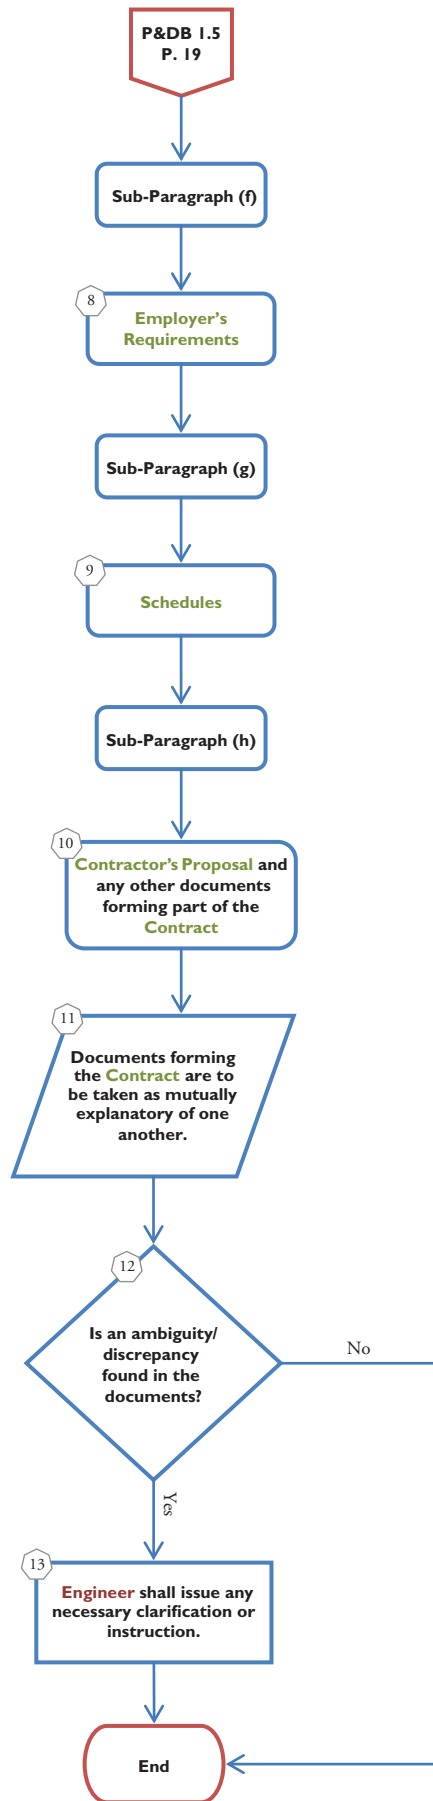 P&DB 1.5
P. 19
Sub-Paragraph (f)
8
Employer's
Requirements
Sub-Paragraph (g)
9
Schedules
Sub-Paragraph (h)
10
Contractor's Proposal and
any other documents
forming part of the
Contract
11
Documents forming
the Contract are to
be taken as mutually
explanatory of one
another.
12
Is an ambiguity/
discrepancy
found in the
documents?
No
Yes
13
Engineer shall issue any
necessary clarification or
instruction.
End